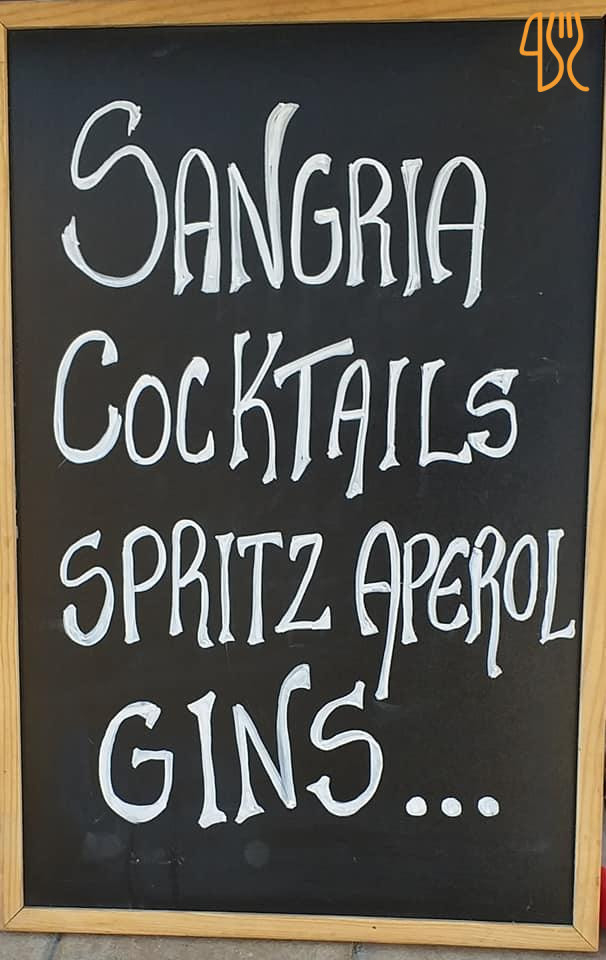 SANGRIA
COCKTAILS
SPRITZ APEROL
GINS...